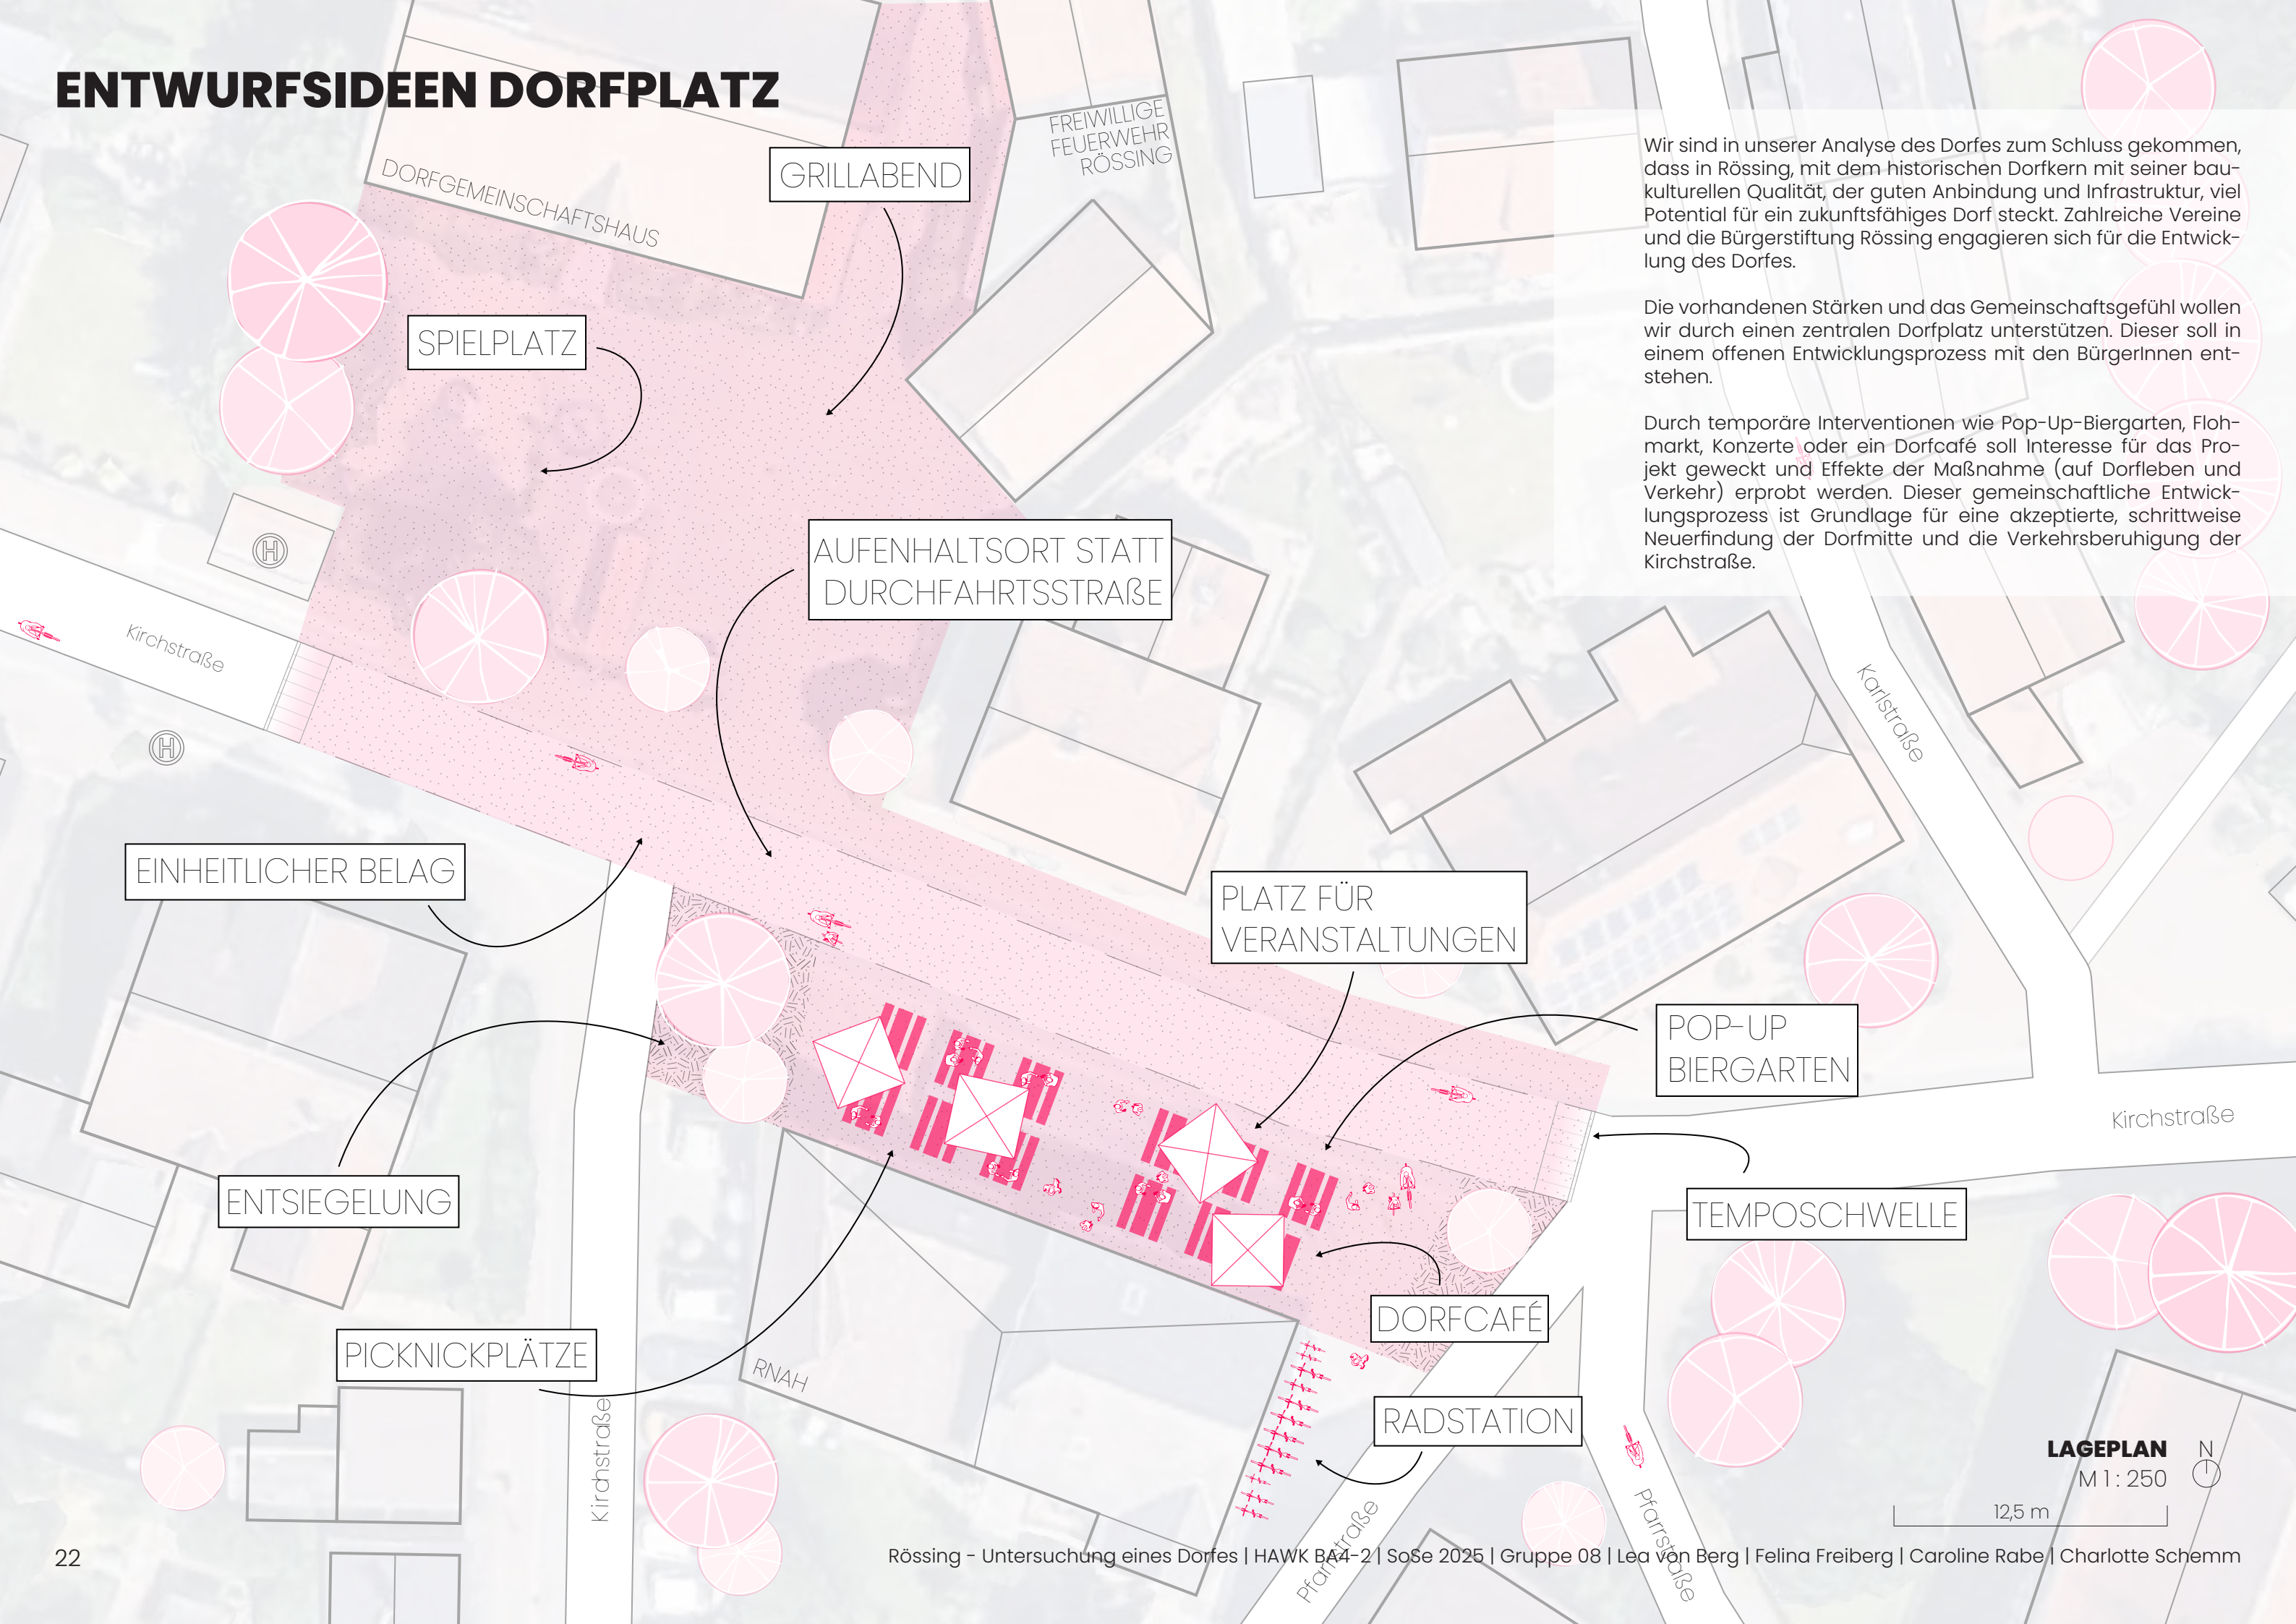 ENTWURFSIDEEN DORFPLATZ
Wir sind in unserer Analyse des Dorfes zum Schluss gekommen,
dass in Rössing, mit dem historischen Dorfkern mit seiner bau-
kulturellen Qualität, der guten Anbindung und Infrastruktur, viel
Potential für ein zukunftsfähiges Dorf steckt. Zahlreiche Vereine
und die Bürgerstiftung Rössing engagieren sich für die Entwick-
lung des Dorfes.
Die vorhandenen Stärken und das Gemeinschaftsgefühl wollen
wir durch einen zentralen Dorfplatz unterstützen. Dieser soll in
einem offenen Entwicklungsprozess mit den BürgerInnen ent-
stehen.
Durch temporäre Interventionen wie Pop-Up-Biergarten, Floh-
markt, Konzerte oder ein Dorfcafé soll Interesse für das Pro-
jekt geweckt und Effekte der Maßnahme (auf Dorfleben und
Verkehr) erprobt werden. Dieser gemeinschaftliche Entwick-
lungsprozess ist Grundlage für eine akzeptierte, schrittweise
Neuerfindung der Dorfmitte und die Verkehrsberuhigung der
Kirchstraße.
FREIWILLIGE
FEUERWEHR
RÖSSING
GRILLABEND
DORFGEMEINSCHAFTSHAUS
SPIELPLATZ
AUFENHALTSORT STATT
DURCHFAHRTSSTRAßE
H
Kirchstraße
H
Karlstraße
EINHEITLICHER BELAG
PLATZ FÜR
VERANSTALTUNGEN
POP-UP
BIERGARTEN
Kirchstraße
ENTSIEGELUNG
TEMPOSCHWELLE
DORFCAFÉ
PICKNICKPLÄTZE
RNAH
RADSTATION
Kirchstraße
Pfarrstraße
Pfarrstraße
LAGEPLAN
N
M 1 : 250
12,5 m
22
Rössing - Untersuchung eines Dorfes | HAWK BA4-2 | SoSe 2025 | Gruppe 08 | Lea von Berg | Felina Freiberg | Caroline Rabe | Charlotte Schemm